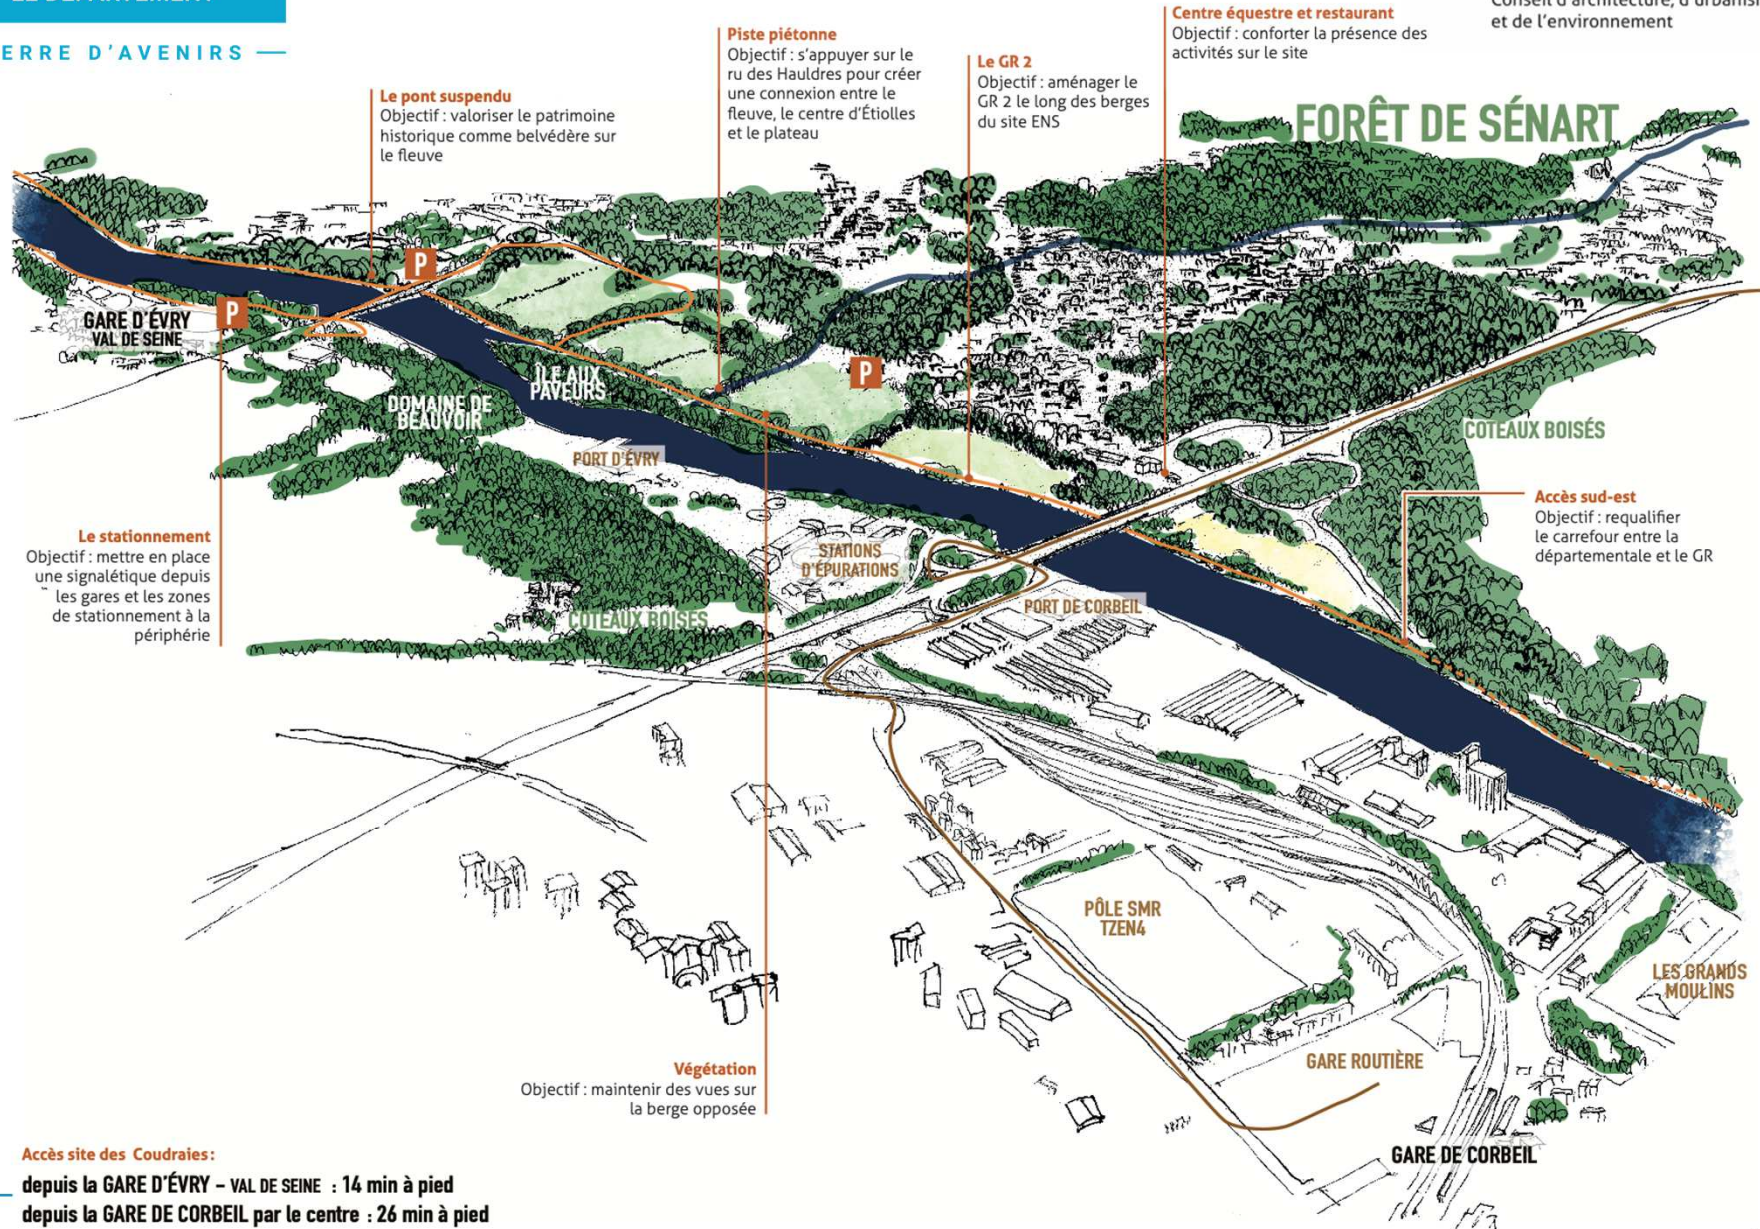 LE DÉPARTEMENT
ERRE D'AVENIRS
Conseil d'architecture, d'urbanis
et de l'environnement
Centre équestre et restaurant
Objectif : conforter la présence des
activités sur le site
Piste piétonne
Objectif : s'appuyer sur le
ru des Hauldres pour créer
une connexion entre le
fleuve, le centre d'Étiolles
et le plateau
Le GR 2
Objectif : aménager le
GR 2 le long des berges
du site ENS
Le pont suspendu
Objectif : valoriser le patrimoine
historique comme belvédère sur
le fleuve
FORÊT DE SÉNART
P
P
P
GARE D'ÉVRY
VAL DE SEINE
ÎLE AUX
PAVEURS
DOMAINE DE
BEAUVOIR
PORT D'ÉVRY
COTEAUX BOISÉS
Accès sud-est
Objectif : requalifier
le carrefour entre la
départementale et le GR
Le stationnement
Objectif : mettre en place
une signalétique depuis
les gares et les zones
de stationnement à la
périphérie
STATIONS
D'ÉPURATIONS
PORT DE CORBEIL
COTEAUX BOISÉS
PÔLE SMR
TZEN4
LES GRANDS
MOULINS
GARE ROUTIÈRE
Végétation
Objectif : maintenir des vues sur
la berge opposée
GARE DE CORBEIL
Accès site des Coudraies :
depuis la GARE D'ÉVRY – VAL DE SEINE : 14 min à pied
depuis la GARE DE CORBEIL par le centre : 26 min à pied